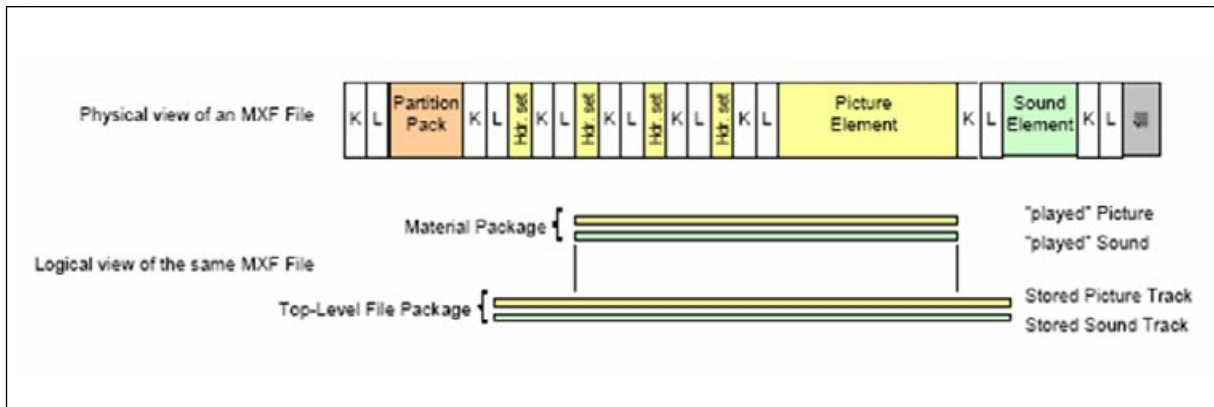 Physical view of an MXF File
K L Partition Pack K L Hdr. set K L Hdr. set K L Hdr. set K L Hdr. set K L Picture Element K L Sound Element K L
Material Package
"played" Picture
"played" Sound
Logical view of the same MXF File
Top-Level File Package
Stored Picture Track
Stored Sound Track